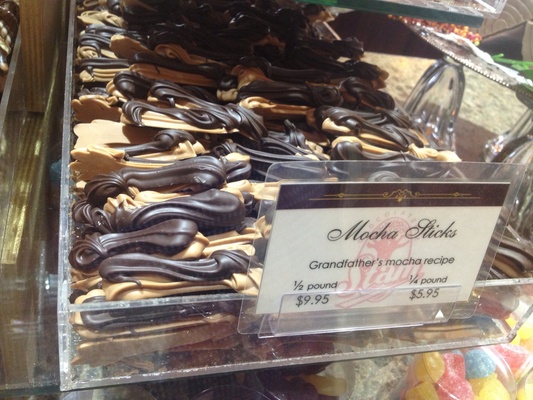 Mocha Sticks
Grandfather's mocha recipe
½ pound ¼ pound
$9.95 $5.95